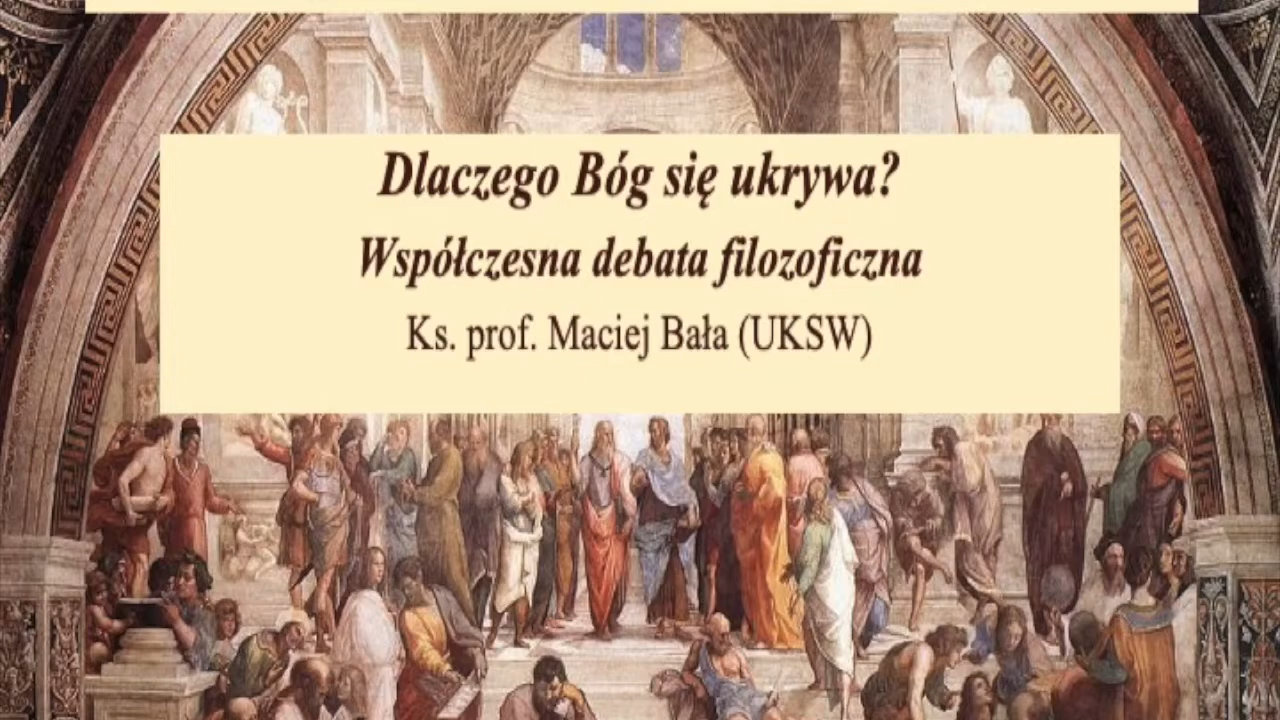 Dlaczego Bóg się ukrywa?
Współczesna debata filozoficzna
Ks. prof. Maciej Bała (UKSW)